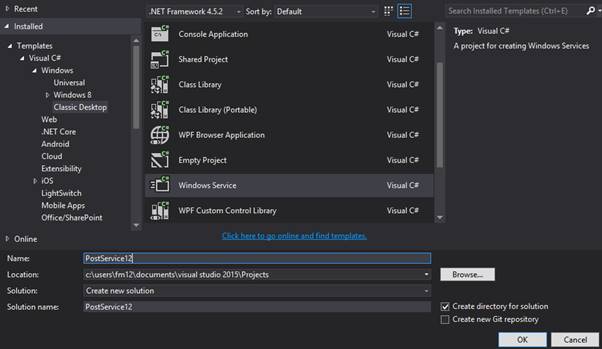 Recent
.NET Framework 4.5.2
Sort by:
Default
Search Installed Templates (Ctrl+E)
Installed
Templates
Visual C#
Windows
Universal
Windows 8
Classic Desktop
Web
.NET Core
Android
Cloud
Extensibility
iOS
LightSwitch
Mobile Apps
Office/SharePoint
Online
Console Application Visual C#
Shared Project Visual C#
Class Library Visual C#
Class Library (Portable) Visual C#
WPF Browser Application Visual C#
Empty Project Visual C#
Windows Service Visual C#
WPF Custom Control Library Visual C#
Click here to go online and find templates.
Type: Visual C#
A project for creating Windows Services
Name: PostService12
Location: c:\users\fm12\documents\visual studio 2015\Projects
Browse...
Solution: Create new solution
Solution name: PostService12
Create directory for solution
Create new Git repository
OK
Cancel